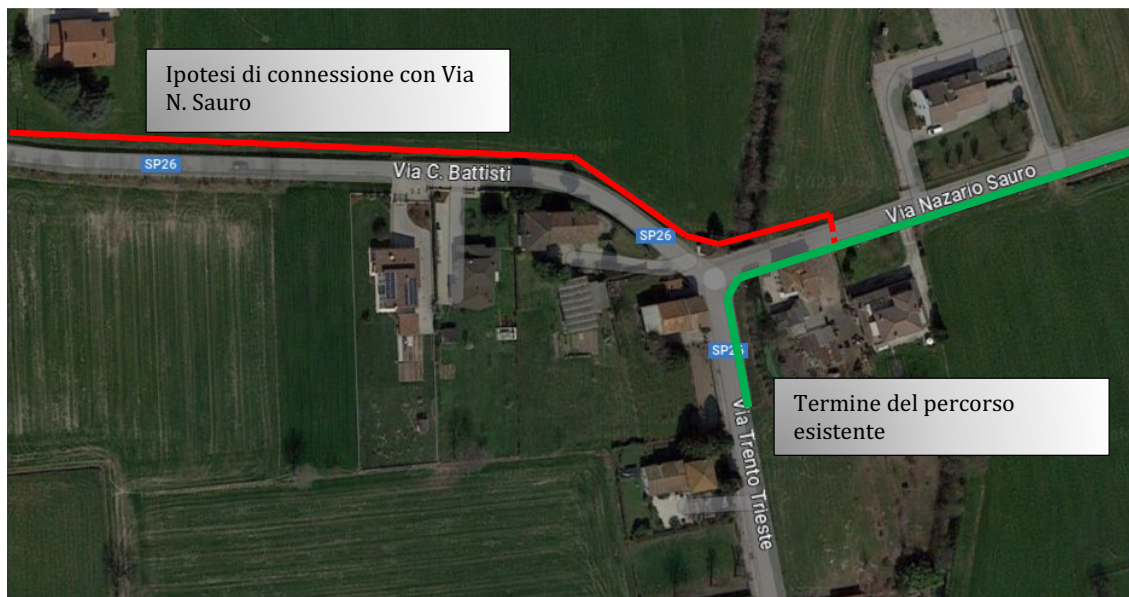 Ipotesi di connessione con Via
N. Sauro
SP26
Via C. Battisti
Via Nazario Sauro
SP26
SP26
Via Trento Trieste
Termine del percorso
esistente